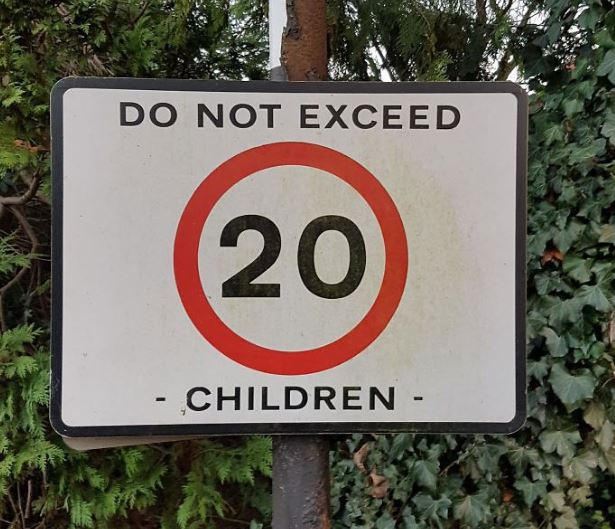 DO NOT EXCEED
20
- CHILDREN -